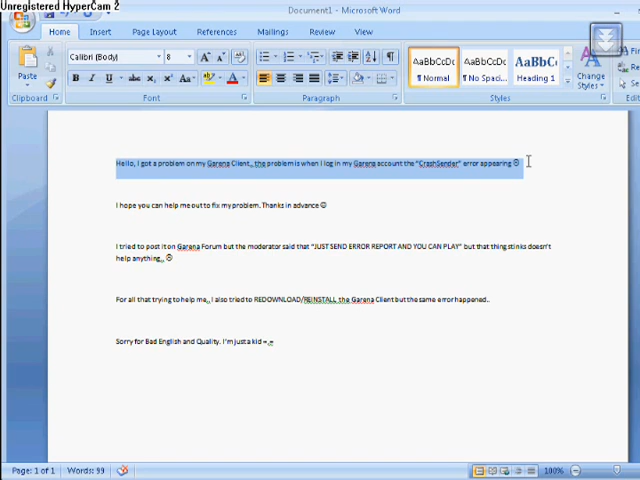 Unregistered HyperCam 2
Document1 - Microsoft Word
Home Insert Page Layout References Mailings Review View
Calibri (Body) 8
AaBbCcDc AaBbCcDc AaBbC
Paste
B I U abc x₂ x² Aa ab A
¶ Normal ¶ No Spaci... Heading 1
Change Styles
Clipboard Font Paragraph Styles
Hello, I got a problem on my Garena Client,, the problem is when I log in my Garena account the "CrashSender" error appearing ☹
I hope you can help me out to fix my problem. Thanks in advance ☺
I tried to post it on Garena Forum but the moderator said that "JUST SEND ERROR REPORT AND YOU CAN PLAY" but that thing stinks doesn't
help anything,, ☹
For all that trying to help me,, I also tried to REDOWNLOAD/REINSTALL the Garena Client but the same error happened..
Sorry for Bad English and Quality. I'm just a kid =,=
Page: 1 of 1 Words: 99 100%